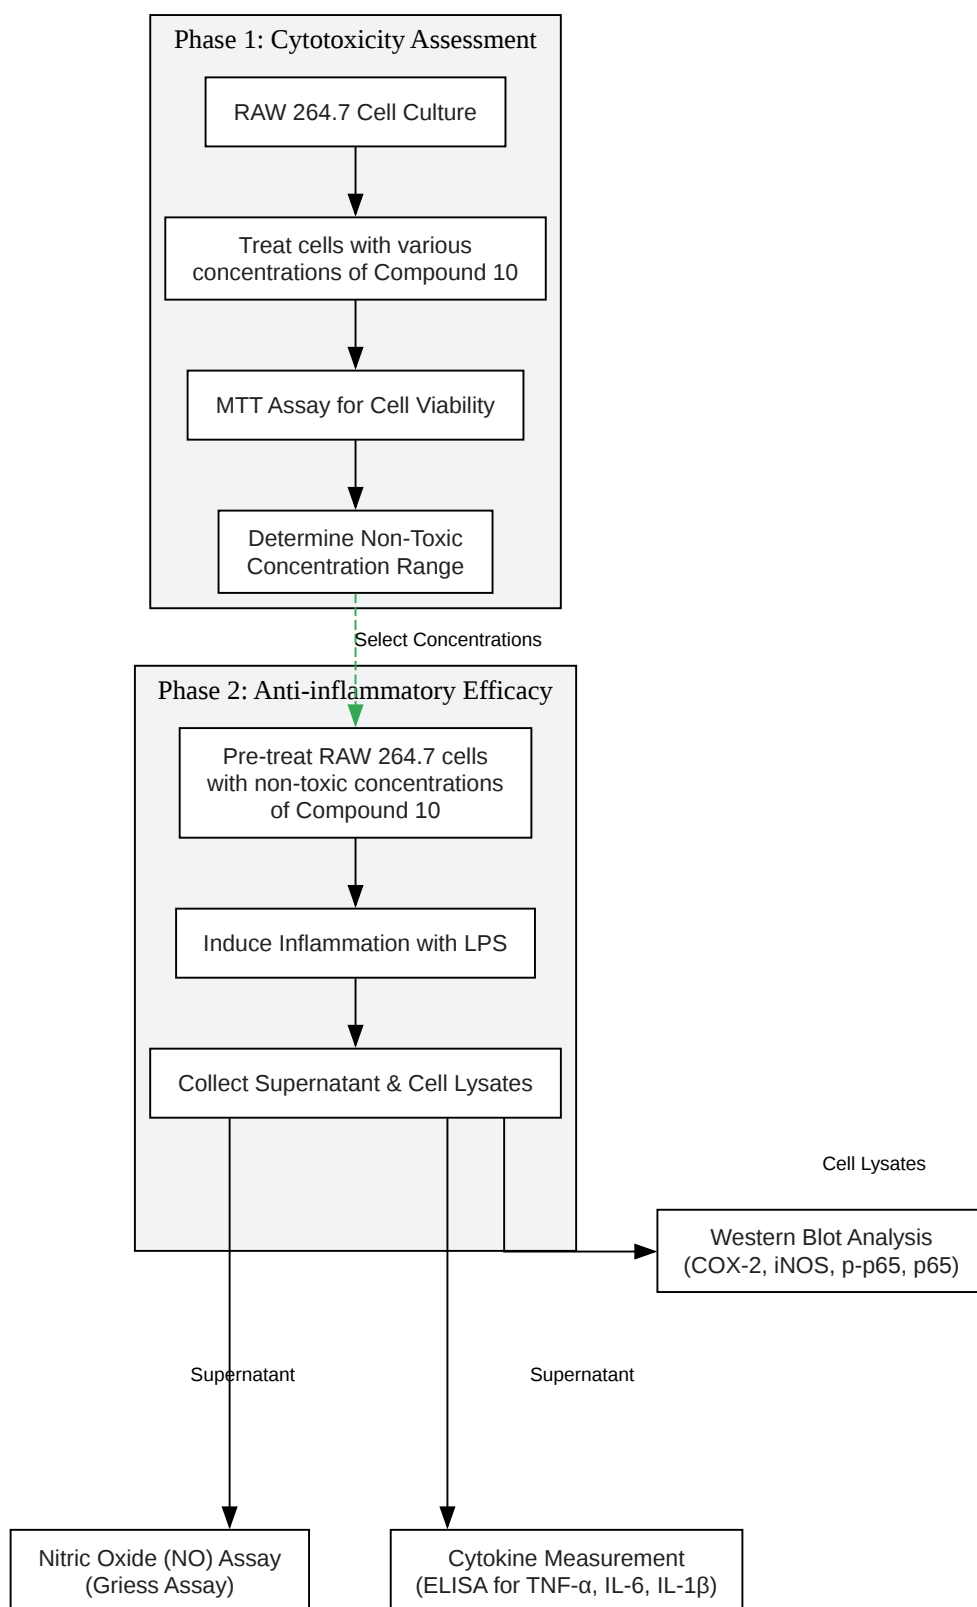 Phase 1: Cytotoxicity Assessment
RAW 264.7 Cell Culture
Treat cells with various
concentrations of Compound 10
MTT Assay for Cell Viability
Determine Non-Toxic
Concentration Range
Select Concentrations
Phase 2: Anti-inflammatory Efficacy
Pre-treat RAW 264.7 cells
with non-toxic concentrations
of Compound 10
Induce Inflammation with LPS
Collect Supernatant & Cell Lysates
Cell Lysates
Western Blot Analysis
(COX-2, iNOS, p-p65, p65)
Supernatant
Supernatant
Nitric Oxide (NO) Assay
(Griess Assay)
Cytokine Measurement
(ELISA for TNF-α, IL-6, IL-1β)